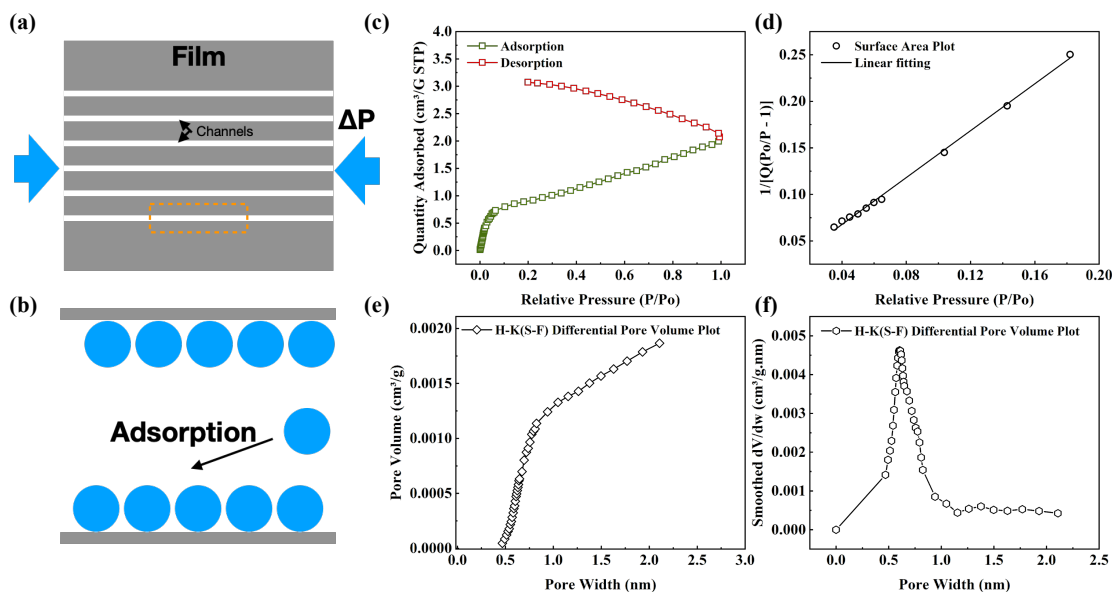 (a)
Film
Channels
ΔP
(b)
Adsorption
(c)
Adsorption
Desorption
Quantity Adsorbed (cm³/G STP)
4.0
3.5
3.0
2.5
2.0
1.5
1.0
0.5
0.0
0.0 0.2 0.4 0.6 0.8 1.0
Relative Pressure (P/Po)
(d)
Surface Area Plot
Linear fitting
1/[Q(Po/P - 1)]
0.25
0.20
0.15
0.10
0.05
0.04 0.08 0.12 0.16 0.20
Relative Pressure (P/Po)
(e)
H-K(S-F) Differential Pore Volume Plot
Pore Volume (cm³/g)
0.0020
0.0015
0.0010
0.0005
0.0000
0.0 0.5 1.0 1.5 2.0 2.5 3.0
Pore Width (nm)
(f)
H-K(S-F) Differential Pore Volume Plot
Smoothed dV/dw (cm³/g.nm)
0.005
0.004
0.003
0.002
0.001
0.000
0.0 0.5 1.0 1.5 2.0 2.5
Pore Width (nm)